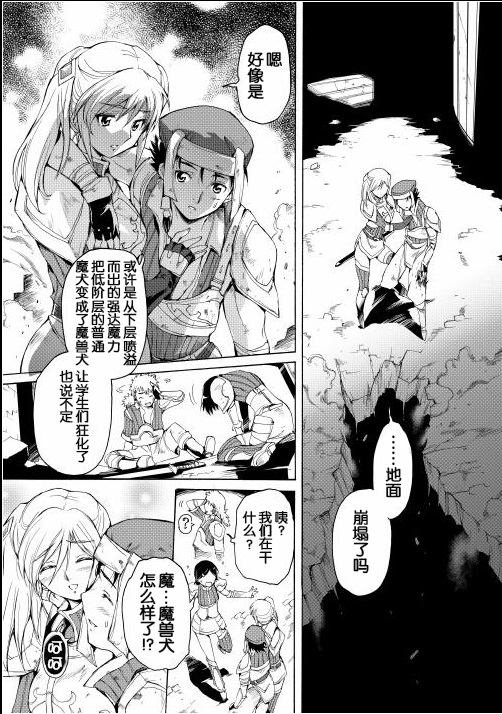 ……地面
崩塌了吗
嗯
好像是
或许是从下层喷溢
而出的强达魔力
把低阶层的普通
魔犬变成了魔兽犬
让学生们狂化了
也说不定
咦?
我们在干
什么?
?
?
魔…魔兽犬
怎么样了!?
呵呵